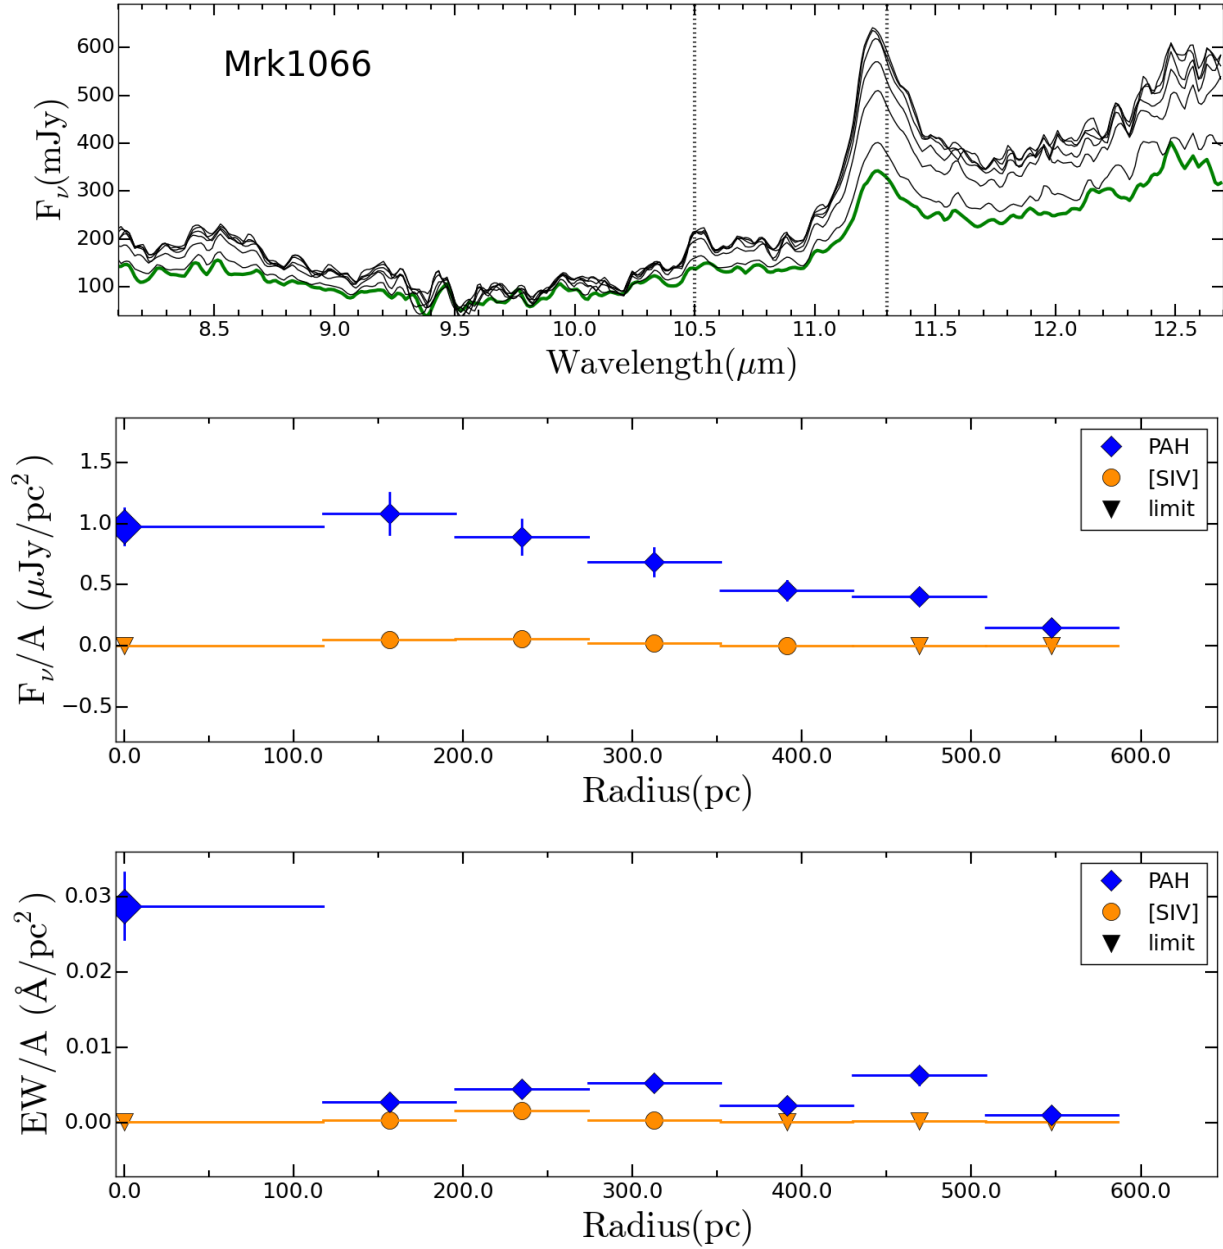 Mrk1066
F_ν(mJy)
600
500
400
300
200
100
8.5 9.0 9.5 10.0 10.5 11.0 11.5 12.0 12.5
Wavelength(μm)
F_ν/A (μJy/pc²)
1.5
1.0
0.5
0.0
−0.5
PAH
[SIV]
limit
0.0 100.0 200.0 300.0 400.0 500.0 600.0
Radius(pc)
EW/A (Å/pc²)
0.03
0.02
0.01
0.00
PAH
[SIV]
limit
0.0 100.0 200.0 300.0 400.0 500.0 600.0
Radius(pc)